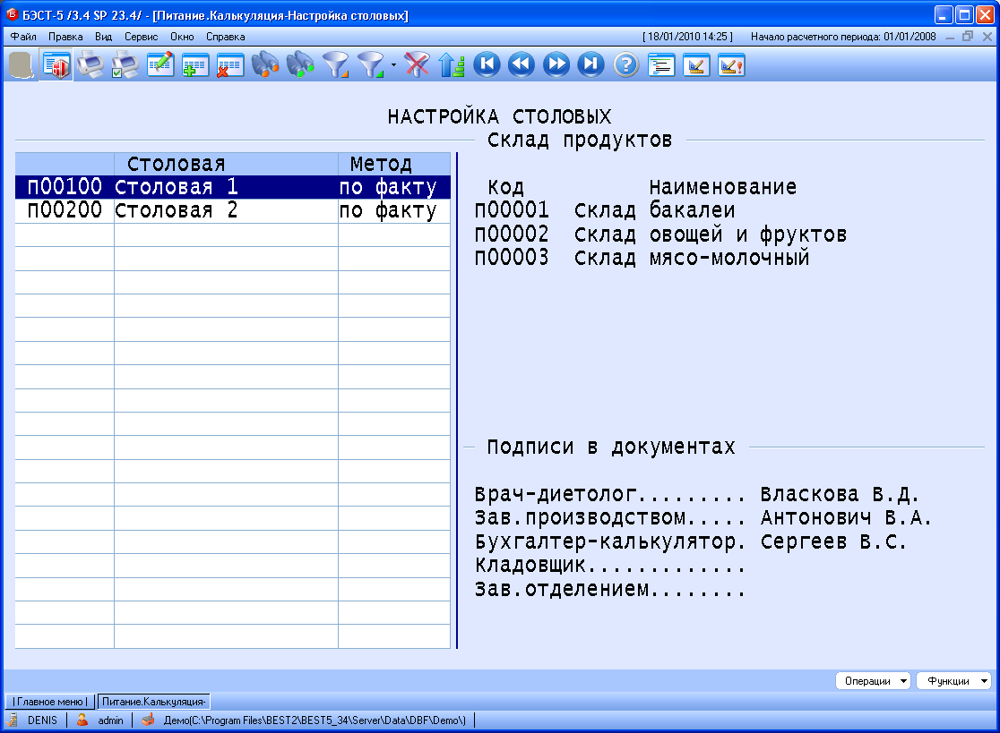 БЭСТ-5 /3.4 SP 23.4/ - [Питание.Калькуляция-Настройка столовых]
Файл Правка Вид Сервис Окно Справка [ 18/01/2010 14:25 ] Начало расчетного периода: 01/01/2008
НАСТРОЙКА СТОЛОВЫХ
Склад продуктов
Столовая Метод
П00100 Столовая 1 по факту
П00200 Столовая 2 по факту
Код Наименование
П00001 Склад бакалеи
П00002 Склад овощей и фруктов
П00003 Склад мясо-молочный
Подписи в документах
Врач-диетолог......... Власкова В.Д.
Зав.производством..... Антонович В.А.
Бухгалтер-калькулятор. Сергеев В.С.
Кладовщик.............
Зав.отделением........
Операции Функции
| Главное меню | Питание.Калькуляция-
DENIS admin Демо(C:\Program Files\BEST2\BEST5_34\Server\Data\DBF\Demo\)